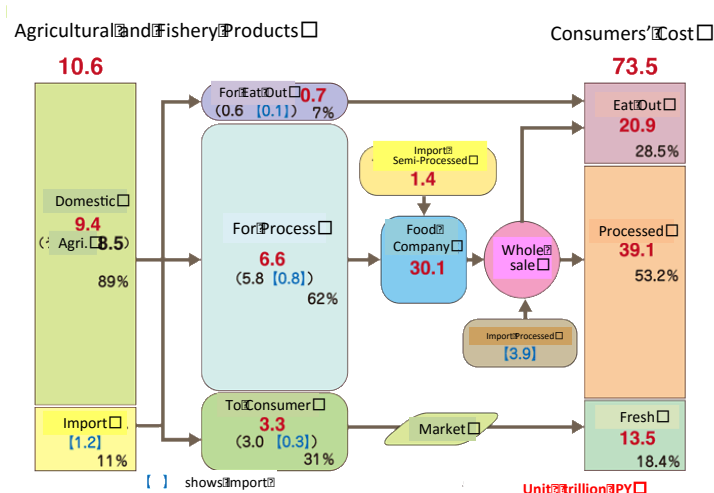 Agricultural and Fishery Products
10.6
Consumers' Cost
73.5
Domestic
9.4
Agri. 8.5)
89%
Import
【1.2】
11%
For Eat Out 0.7
(0.6 【0.1】) 7%
For Process
6.6
(5.8 【0.8】)
62%
To Consumer
3.3
(3.0 【0.3】)
31%
Import
Semi-Processed
1.4
Food
Company
30.1
Whole
sale
Import Processed
【3.9】
Market
Eat Out
20.9
28.5%
Processed
39.1
53.2%
Fresh
13.5
18.4%
【 】 shows Import
Unit: trillion JPY